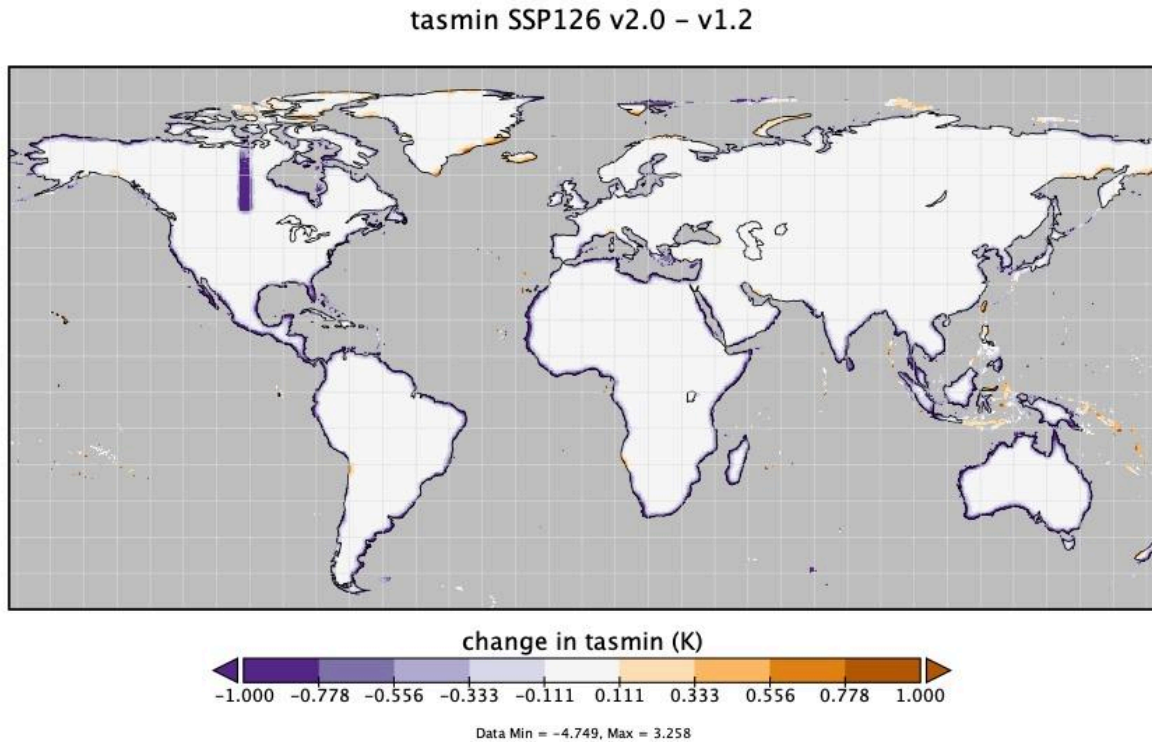 tasmin SSP126 v2.0 – v1.2
change in tasmin (K)
−1.000 −0.778 −0.556 −0.333 −0.111 0.111 0.333 0.556 0.778 1.000
Data Min = −4.749, Max = 3.258